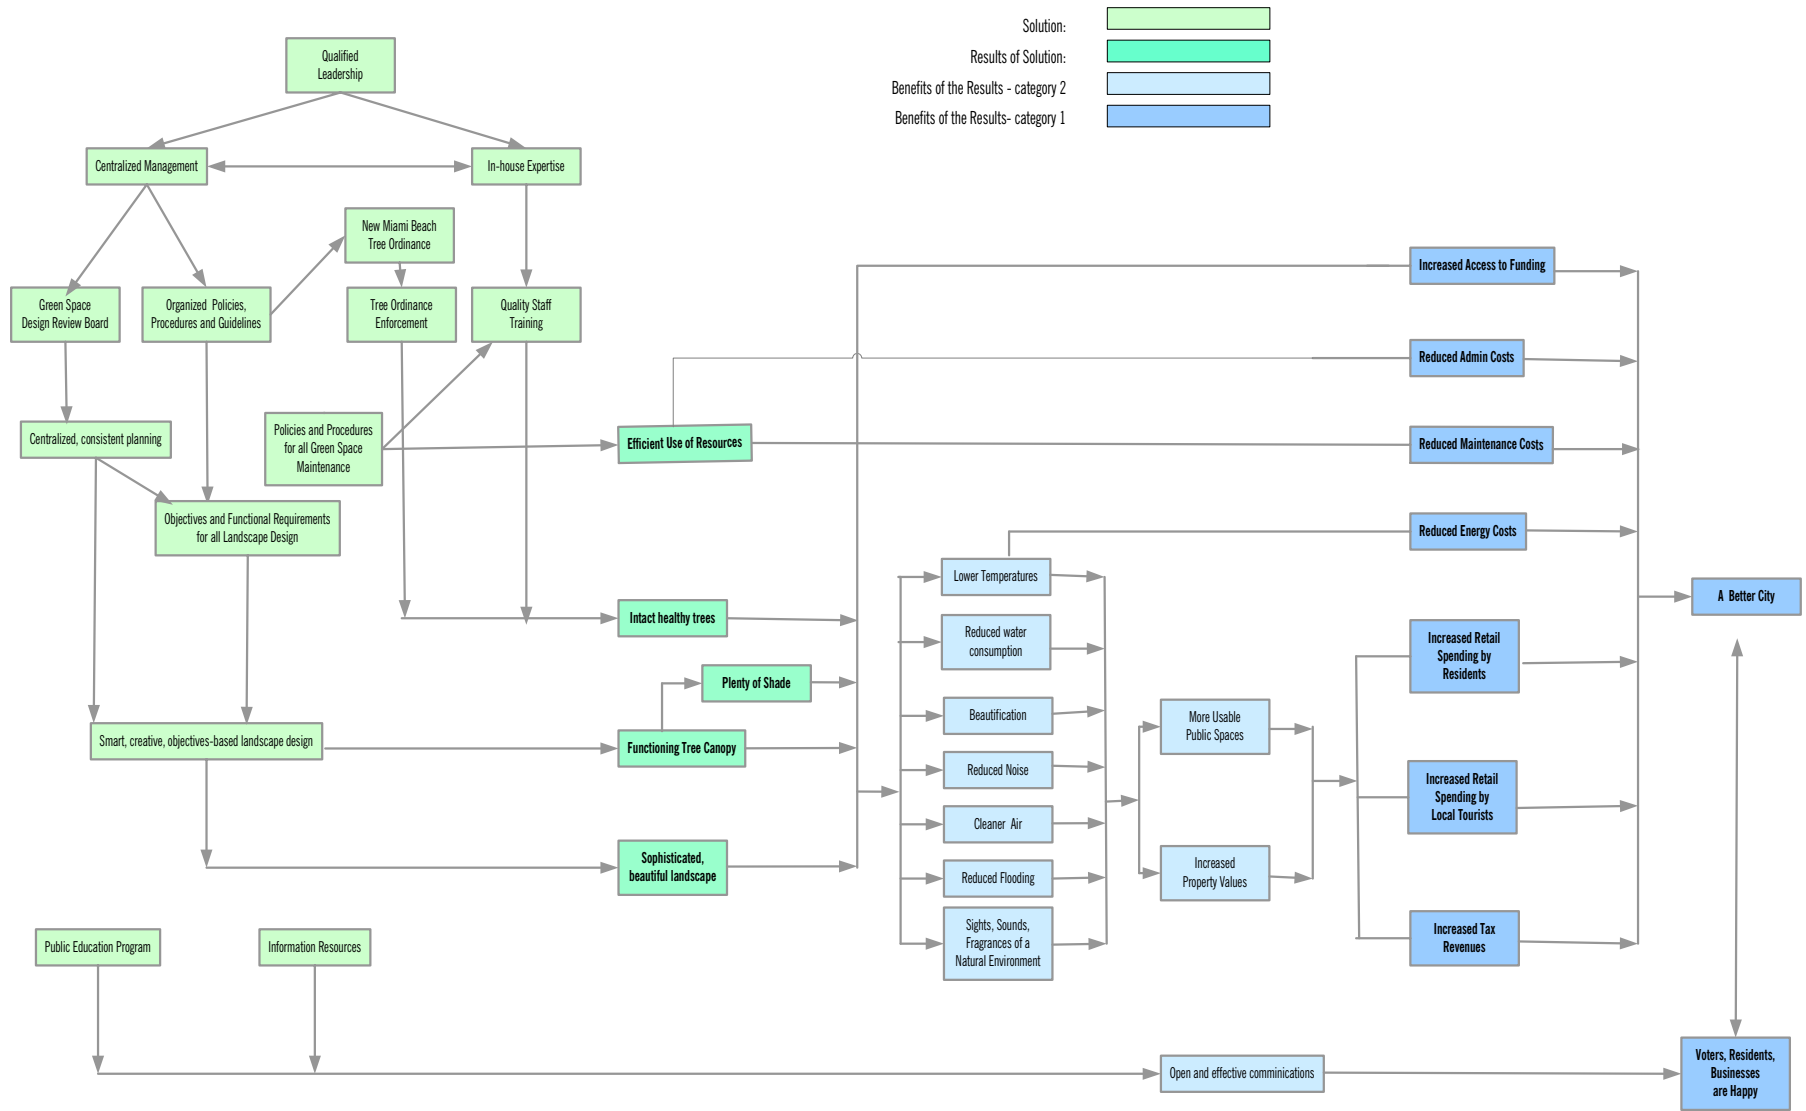 Solution:
Results of Solution:
Benefits of the Results - category 2
Benefits of the Results- category 1
Qualified
Leadership
Centralized Management
In-house Expertise
New Miami Beach
Tree Ordinance
Green Space
Design Review Board
Organized Policies,
Procedures and Guidelines
Tree Ordinance
Enforcement
Quality Staff
Training
Centralized, consistent planning
Policies and Procedures
for all Green Space
Maintenance
Objectives and Functional Requirements
for all Landscape Design
Smart, creative, objectives-based landscape design
Public Education Program
Information Resources
Efficient Use of Resources
Intact healthy trees
Plenty of Shade
Functioning Tree Canopy
Sophisticated,
beautiful landscape
Lower Temperatures
Reduced water
consumption
Beautification
Reduced Noise
Cleaner Air
Reduced Flooding
Sights, Sounds,
Fragrances of a
Natural Environment
More Usable
Public Spaces
Increased
Property Values
Open and effective comminications
Increased Access to Funding
Reduced Admin Costs
Reduced Maintenance Costs
Reduced Energy Costs
Increased Retail
Spending by
Residents
Increased Retail
Spending by
Local Tourists
Increased Tax
Revenues
A Better City
Voters, Residents,
Businesses
are Happy